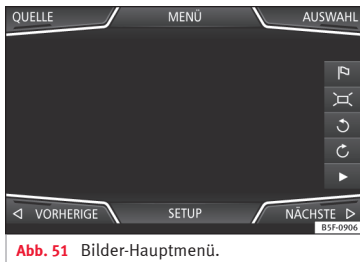 QUELLE MENÜ AUSWAHL
◁ VORHERIGE SETUP NÄCHSTE ▷
B5F-0906
Abb. 51 Bilder-Hauptmenü.